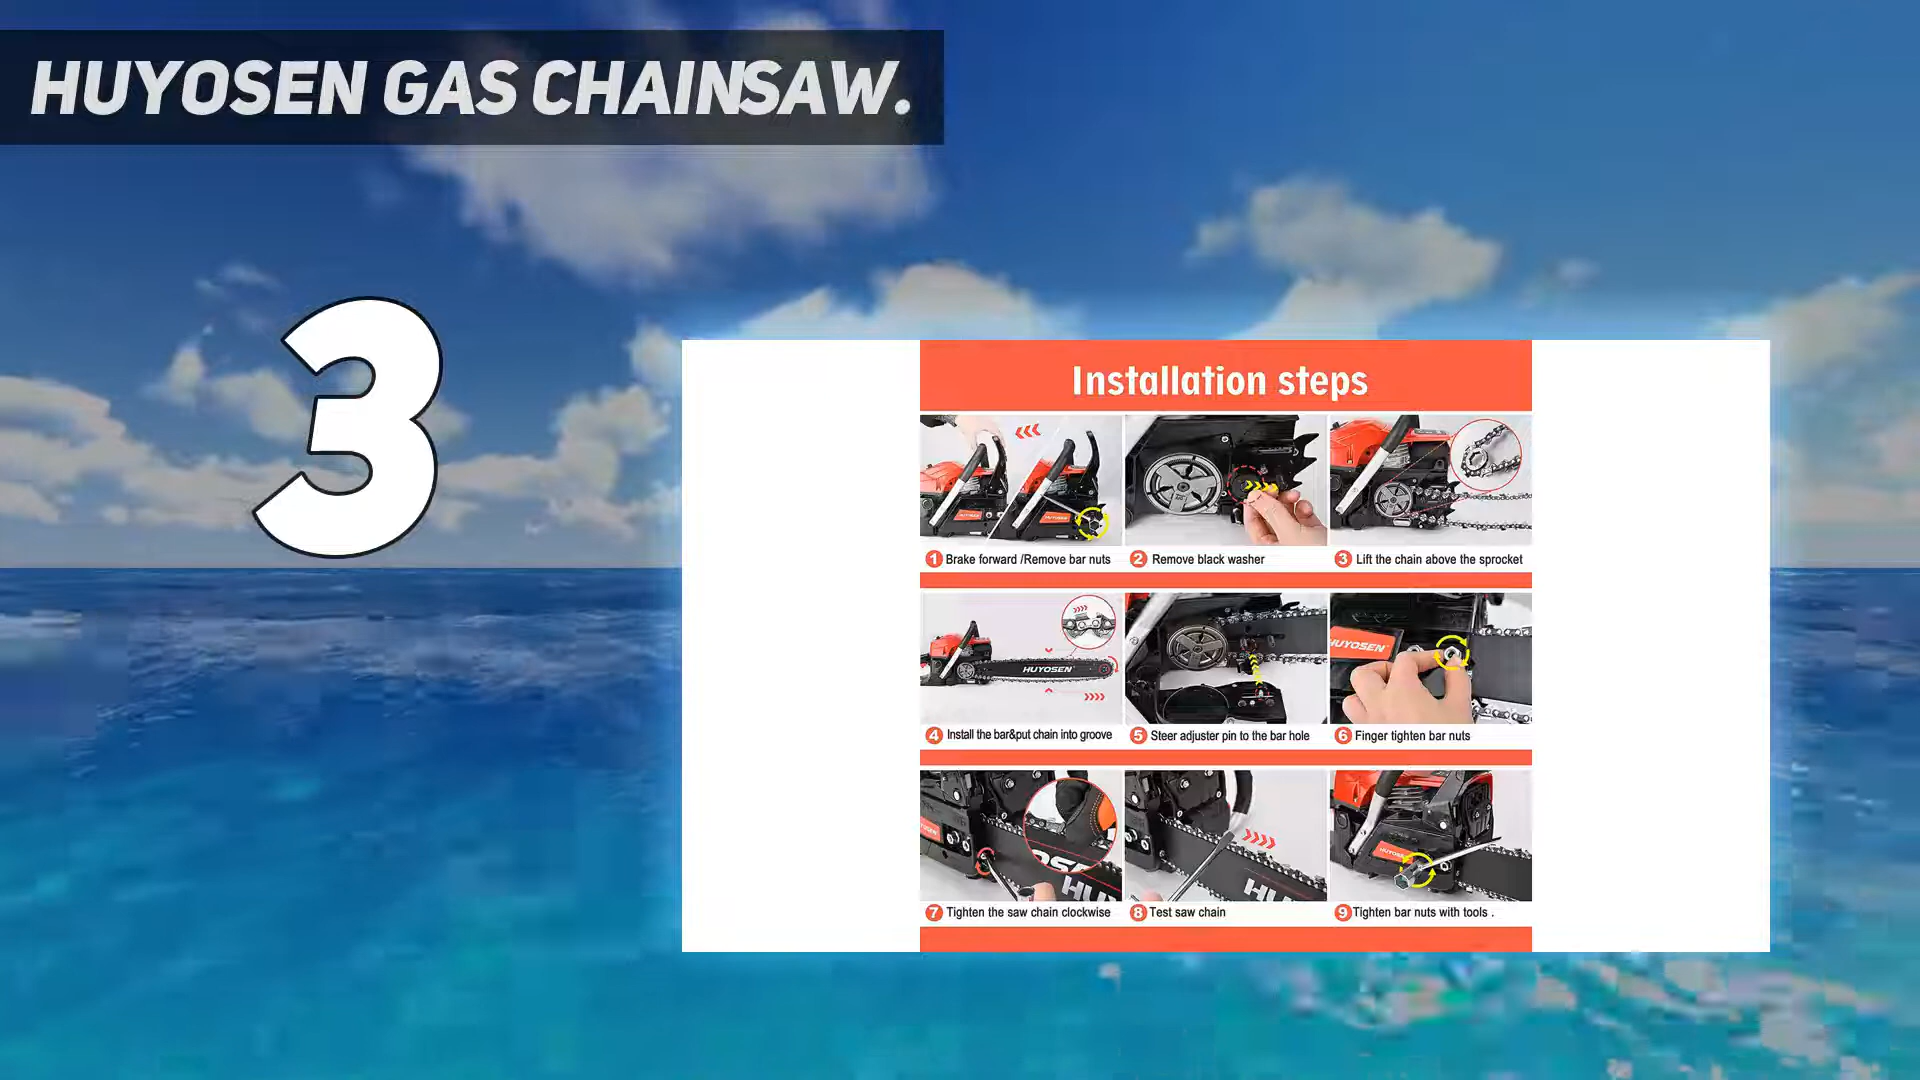 HUYOSEN GAS CHAINSAW.
3
Installation steps
1 Brake forward /Remove bar nuts
2 Remove black washer
3 Lift the chain above the sprocket
HUYOSEN
HUYOSEN
4 Install the bar&put chain into groove
5 Steer adjuster pin to the bar hole
6 Finger tighten bar nuts
HU
HU
7 Tighten the saw chain clockwise
8 Test saw chain
9 Tighten bar nuts with tools .